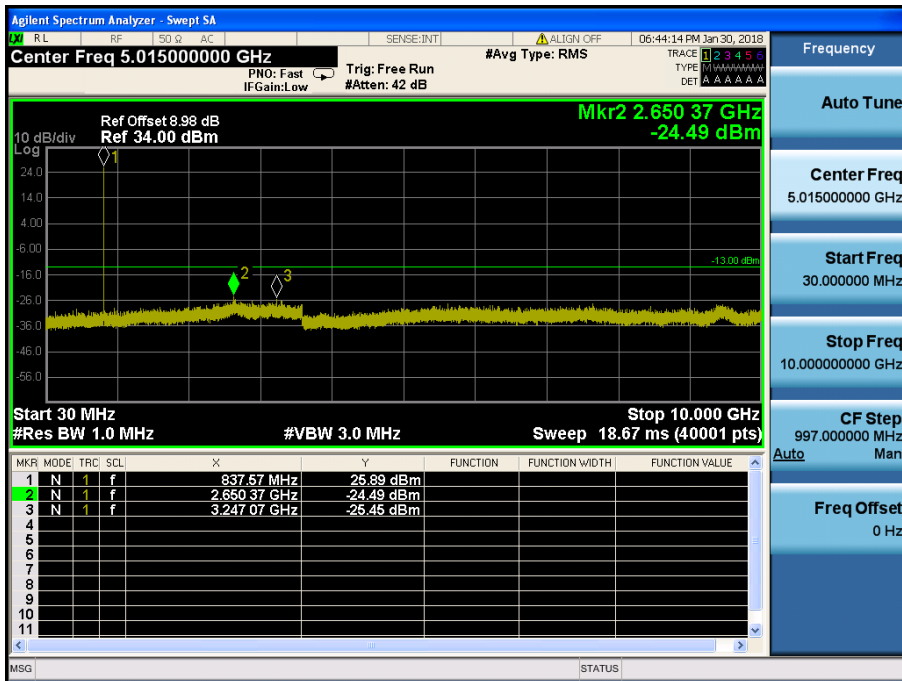 Agilent Spectrum Analyzer - Swept SA
LXI RL RF 50 Ω AC SENSE:INT ALIGN OFF 06:44:14 PM Jan 30, 2018
Center Freq 5.015000000 GHz #Avg Type: RMS TRACE 1 2 3 4 5 6
PNO: Fast Trig: Free Run TYPE M WWWWW
IFGain:Low #Atten: 42 dB DET A A A A A A
Frequency
Auto Tune
Center Freq
5.015000000 GHz
Start Freq
30.000000 MHz
Stop Freq
10.000000000 GHz
CF Step
997.000000 MHz
Auto Man
Freq Offset
0 Hz
Mkr2 2.650 37 GHz
-24.49 dBm
Ref Offset 8.98 dB
10 dB/div Ref 34.00 dBm
Log
1
24.0
14.0
4.00
-6.00
-13.00 dBm
-16.0
2
3
-26.0
-36.0
-46.0
-56.0
Start 30 MHz Stop 10.000 GHz
#Res BW 1.0 MHz #VBW 3.0 MHz Sweep 18.67 ms (40001 pts)
MKR MODE TRC SCL X Y FUNCTION FUNCTION WIDTH FUNCTION VALUE
1 N 1 f 837.57 MHz 25.89 dBm
2 N 1 f 2.650 37 GHz -24.49 dBm
3 N 1 f 3.247 07 GHz -25.45 dBm
4
5
6
7
8
9
10
11
MSG STATUS